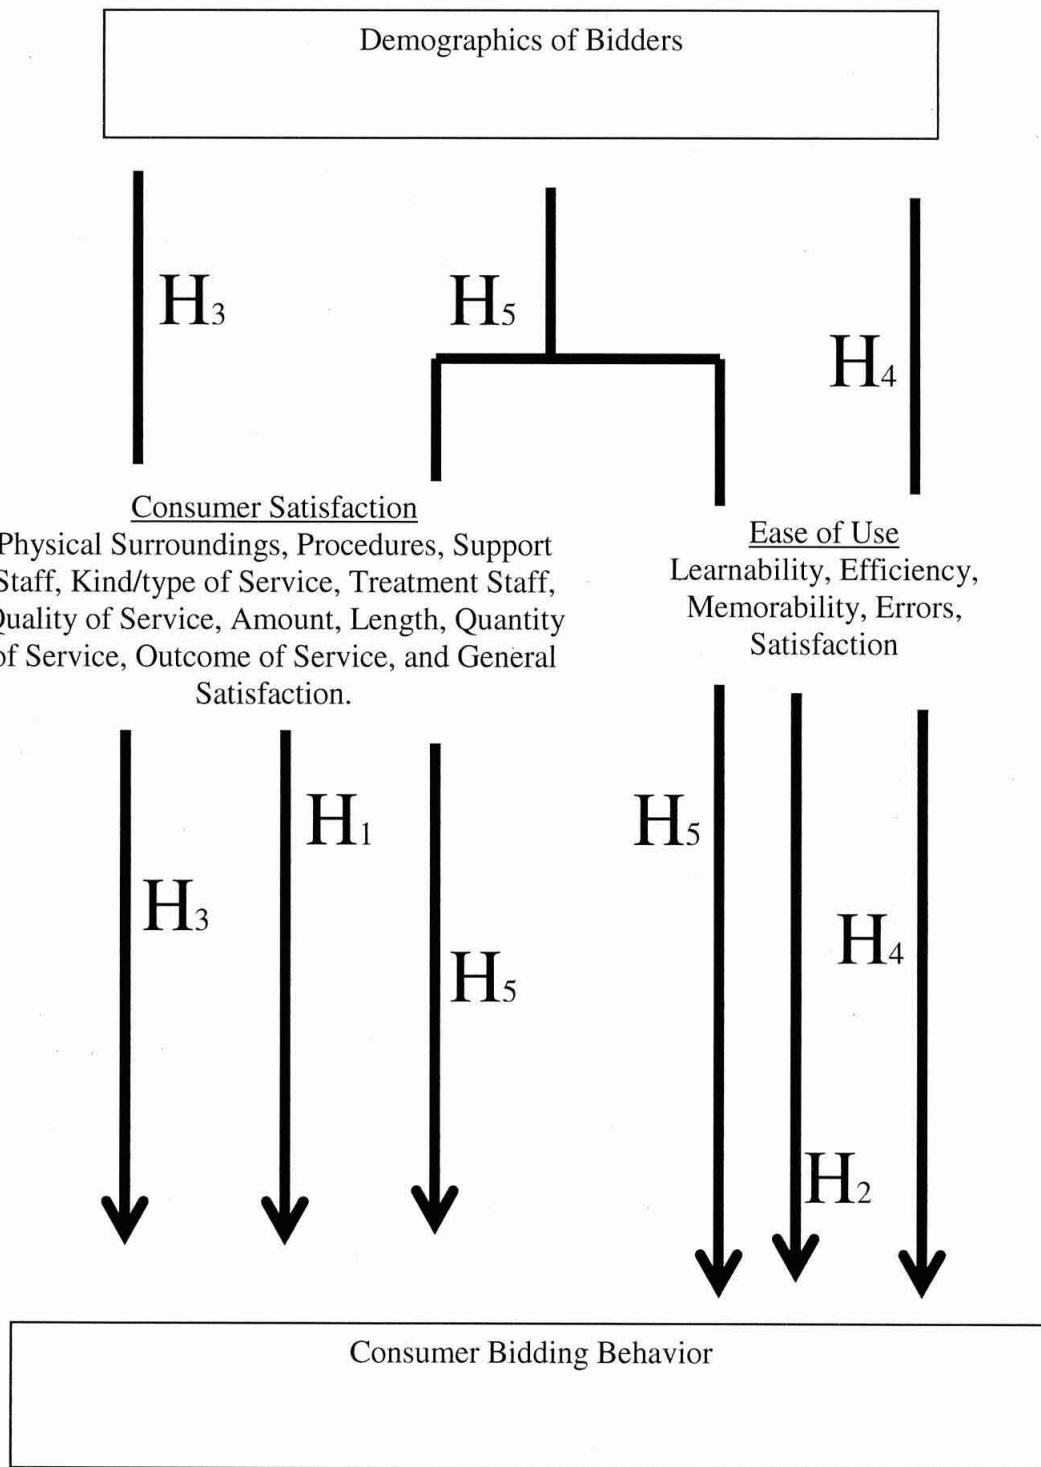 Demographics of Bidders
H3
H5
H4
Consumer Satisfaction
Physical Surroundings, Procedures, Support
Staff, Kind/type of Service, Treatment Staff,
Quality of Service, Amount, Length, Quantity
of Service, Outcome of Service, and General
Satisfaction.
Ease of Use
Learnability, Efficiency,
Memorability, Errors,
Satisfaction
H1
H5
H3
H4
H5
H2
Consumer Bidding Behavior